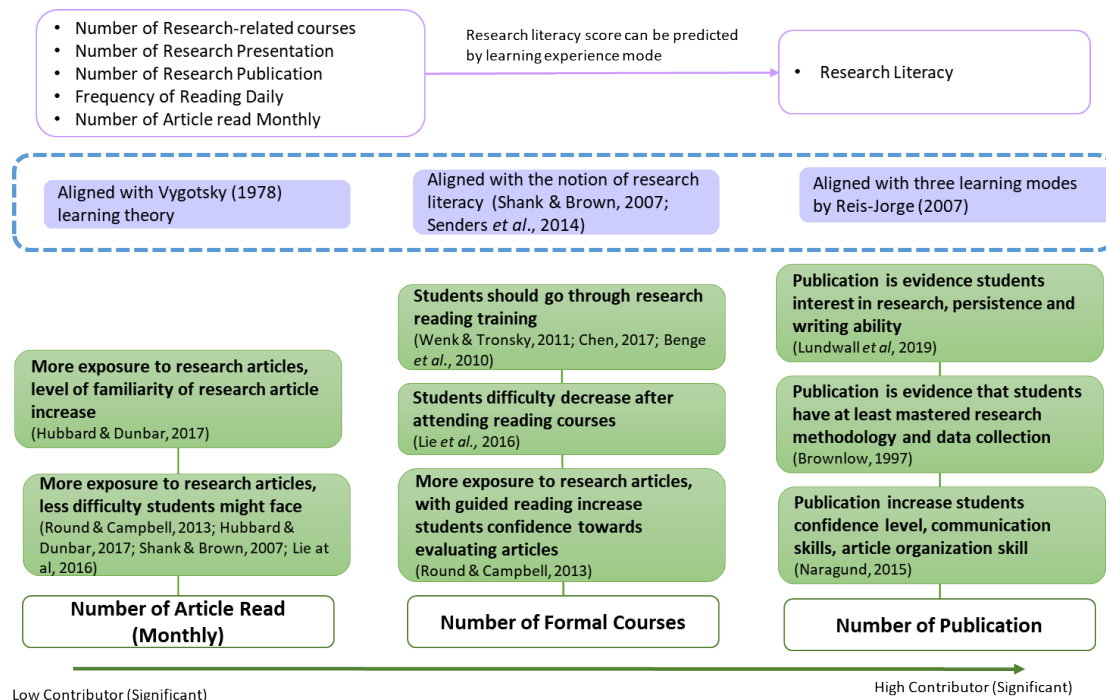 • Number of Research-related courses
• Number of Research Presentation
• Number of Research Publication
• Frequency of Reading Daily
• Number of Article read Monthly
Research literacy score can be predicted
by learning experience mode
• Research Literacy
Aligned with Vygotsky (1978)
learning theory
Aligned with the notion of research
literacy (Shank & Brown, 2007;
Senders et al., 2014)
Aligned with three learning modes
by Reis-Jorge (2007)
More exposure to research articles,
level of familiarity of research article
increase
(Hubbard & Dunbar, 2017)
More exposure to research articles,
less difficulty students might face
(Round & Campbell, 2013; Hubbard &
Dunbar, 2017; Shank & Brown, 2007; Lie at
al, 2016)
Number of Article Read
(Monthly)
Students should go through research
reading training
(Wenk & Tronsky, 2011; Chen, 2017; Benge
et al., 2010)
Students difficulty decrease after
attending reading courses
(Lie et al., 2016)
More exposure to research articles,
with guided reading increase
students confidence towards
evaluating articles
(Round & Campbell, 2013)
Number of Formal Courses
Publication is evidence students
interest in research, persistence and
writing ability
(Lundwall et al, 2019)
Publication is evidence that students
have at least mastered research
methodology and data collection
(Brownlow, 1997)
Publication increase students
confidence level, communication
skills, article organization skill
(Naragund, 2015)
Number of Publication
Low Contributor (Significant)
High Contributor (Significant)